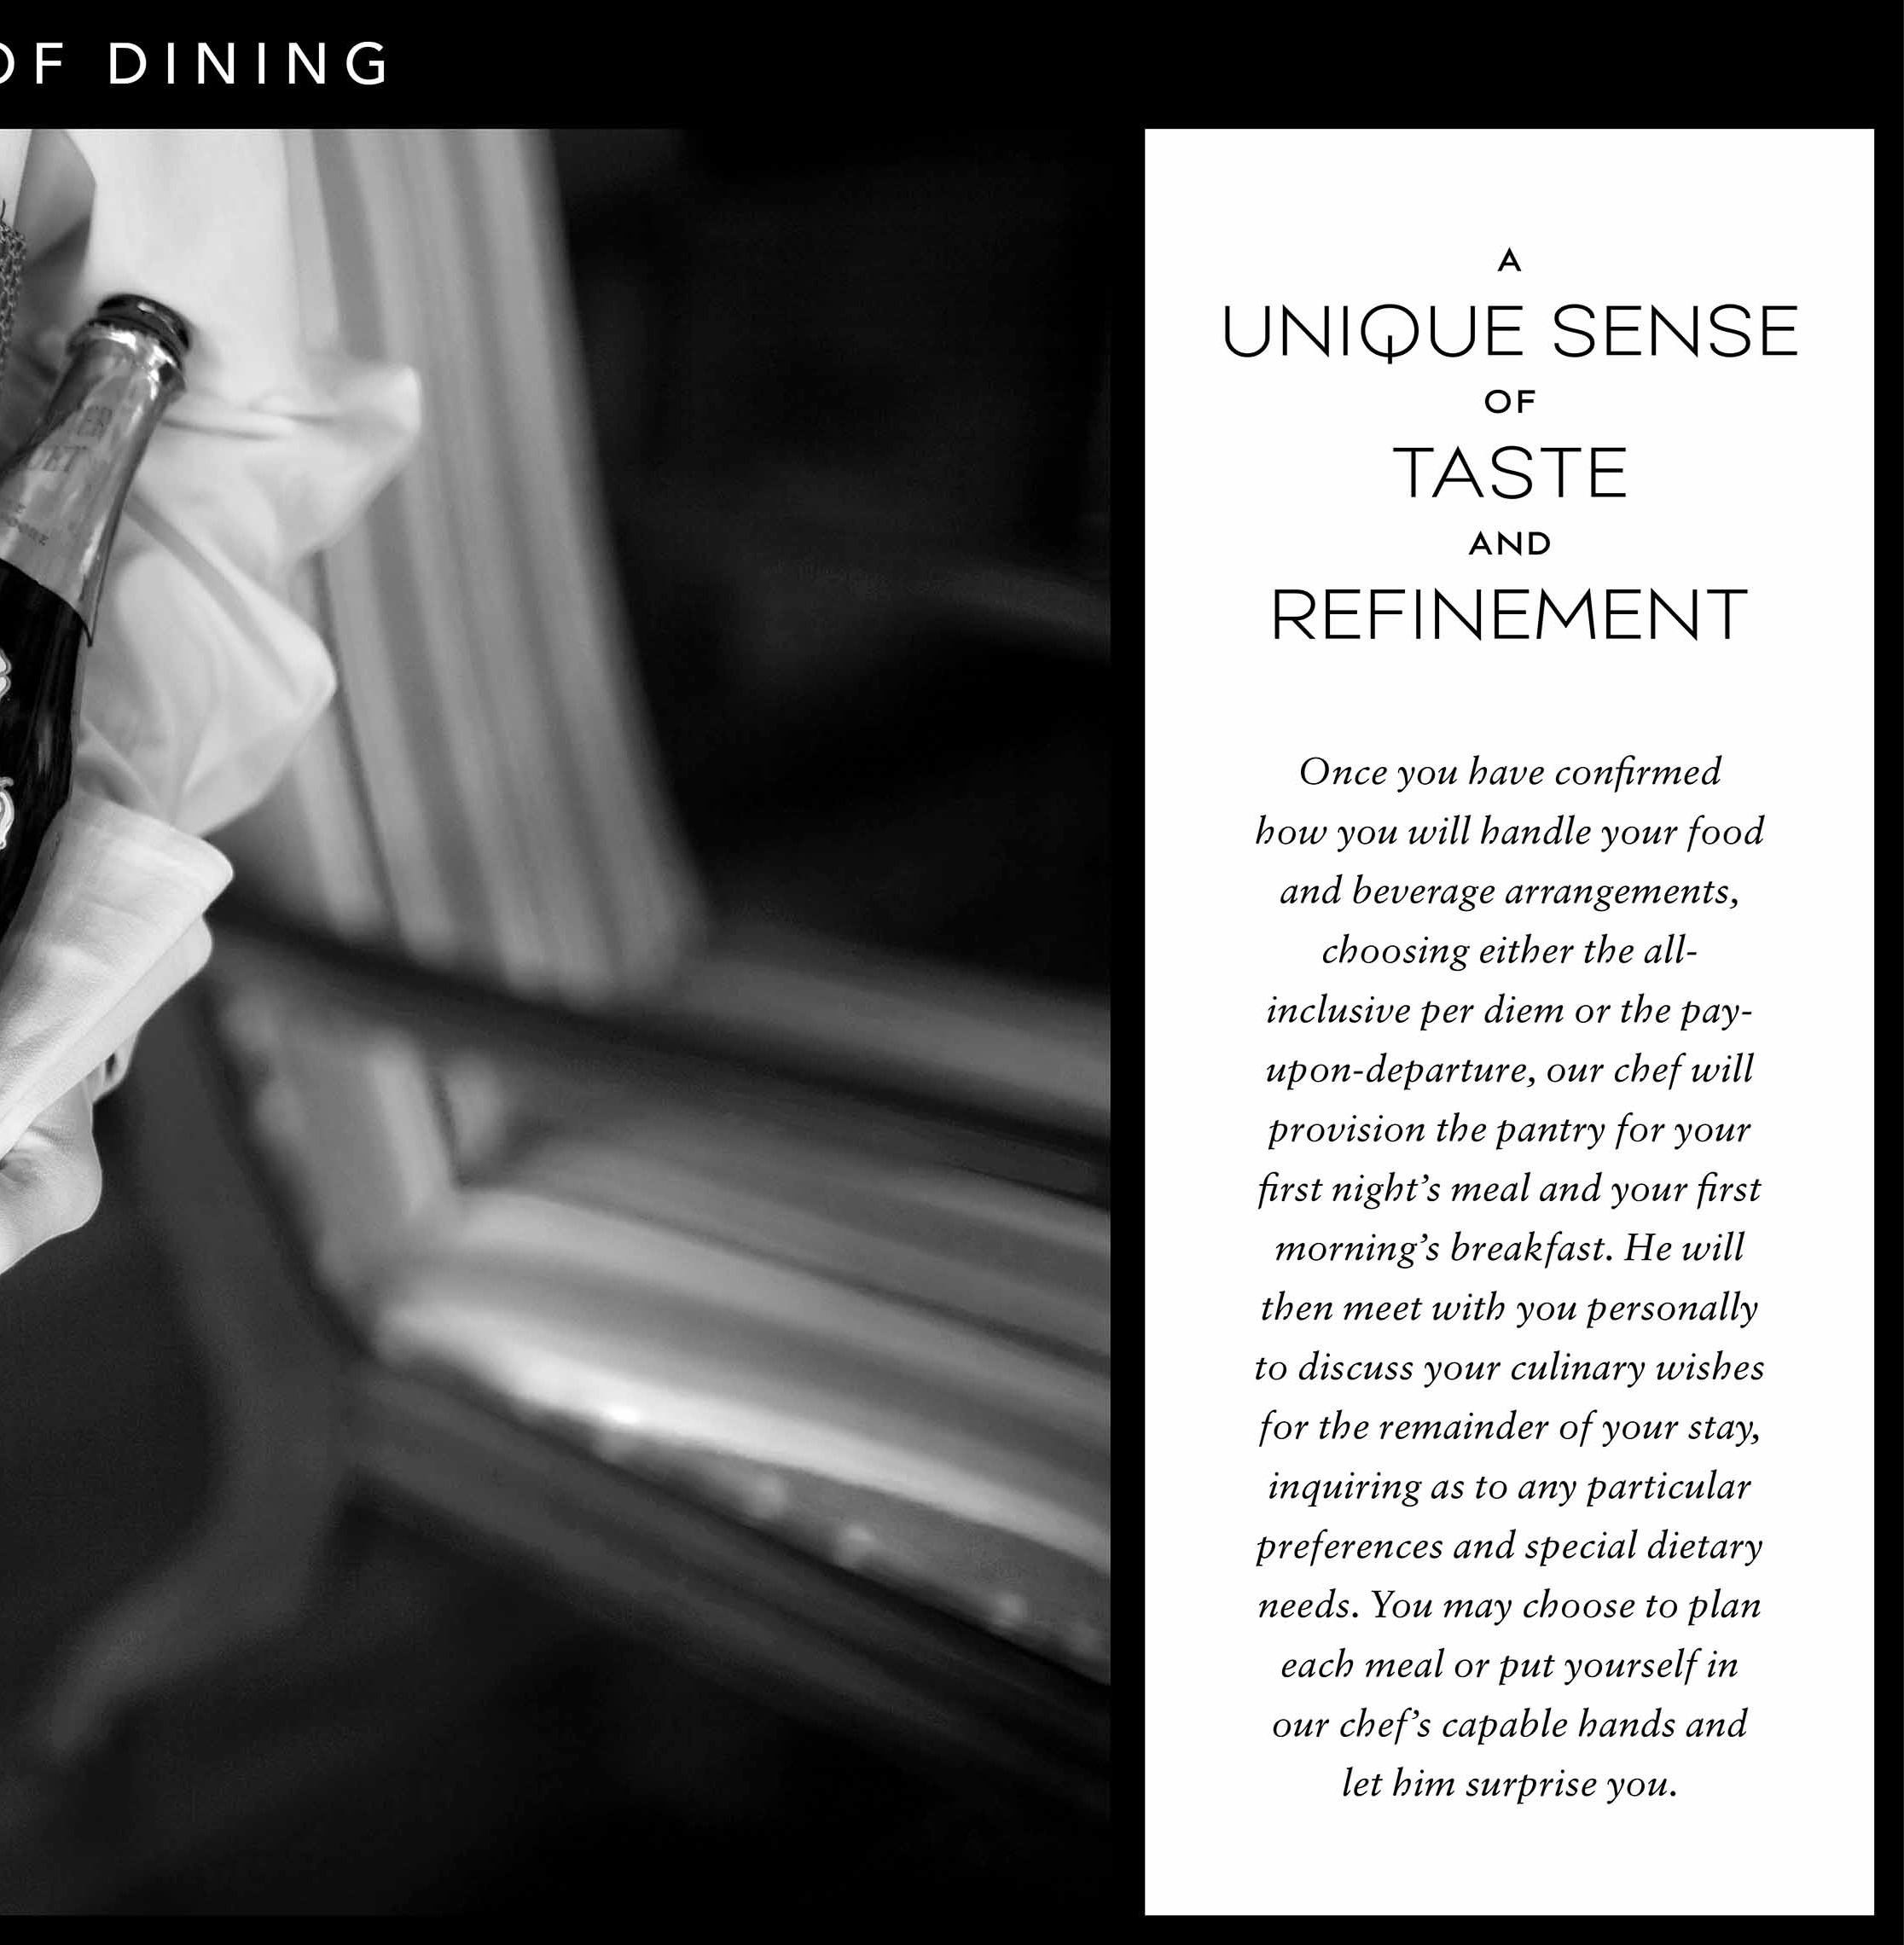 OF DINING
A
UNIQUE SENSE
OF
TASTE
AND
REFINEMENT
Once you have confirmed
how you will handle your food
and beverage arrangements,
choosing either the all-
inclusive per diem or the pay-
upon-departure, our chef will
provision the pantry for your
first night’s meal and your first
morning’s breakfast. He will
then meet with you personally
to discuss your culinary wishes
for the remainder of your stay,
inquiring as to any particular
preferences and special dietary
needs. You may choose to plan
each meal or put yourself in
our chef’s capable hands and
let him surprise you.